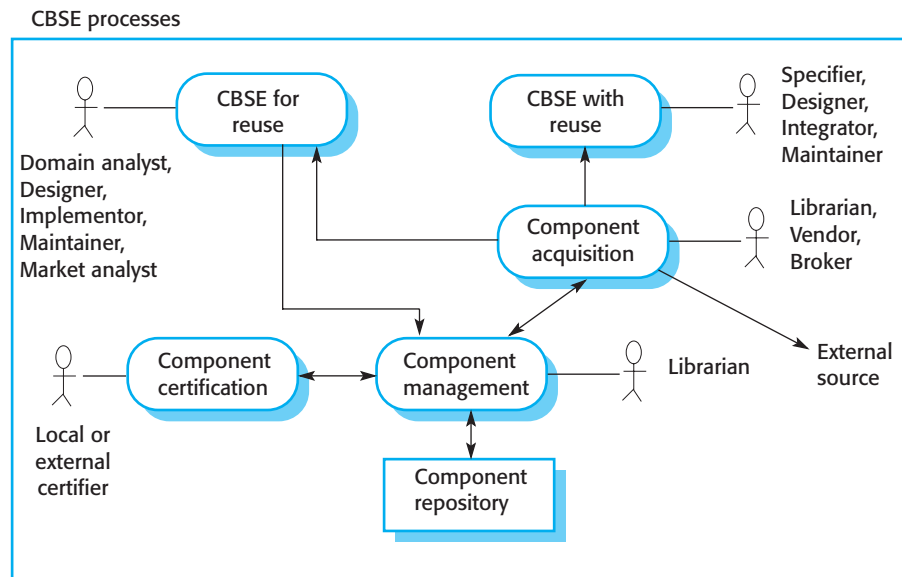 CBSE processes
CBSE for
reuse
Domain analyst,
Designer,
Implementor,
Maintainer,
Market analyst
CBSE with
reuse
Specifier,
Designer,
Integrator,
Maintainer
Component
acquisition
Librarian,
Vendor,
Broker
Component
certification
Local or
external
certifier
Component
management
Librarian
External
source
Component
repository